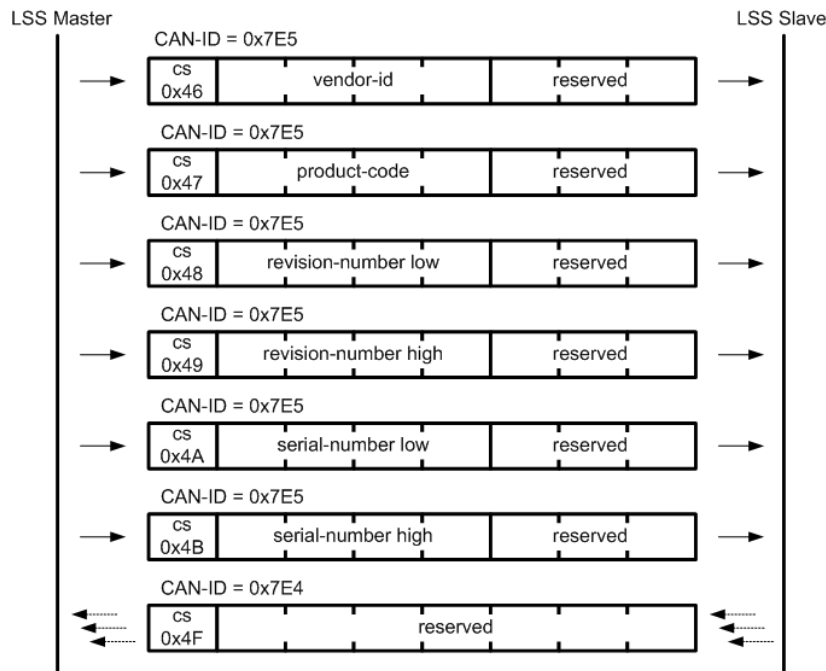 LSS Master
LSS Slave
CAN-ID = 0x7E5
cs
0x46
vendor-id
reserved
CAN-ID = 0x7E5
cs
0x47
product-code
reserved
CAN-ID = 0x7E5
cs
0x48
revision-number low
reserved
CAN-ID = 0x7E5
cs
0x49
revision-number high
reserved
CAN-ID = 0x7E5
cs
0x4A
serial-number low
reserved
CAN-ID = 0x7E5
cs
0x4B
serial-number high
reserved
CAN-ID = 0x7E4
cs
0x4F
reserved